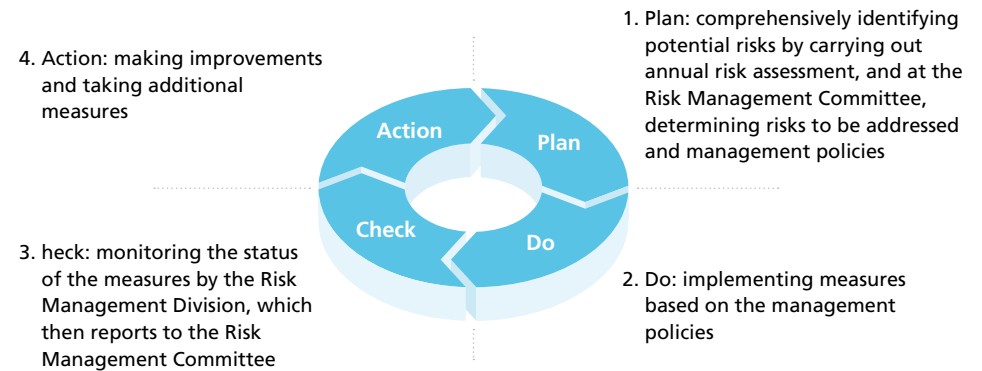 1. Plan: comprehensively identifying
potential risks by carrying out
annual risk assessment, and at the
Risk Management Committee,
determining risks to be addressed
and management policies
4. Action: making improvements
and taking additional
measures
Action
Plan
Check
Do
3. heck: monitoring the status
of the measures by the Risk
Management Division, which
then reports to the Risk
Management Committee
2. Do: implementing measures
based on the management
policies